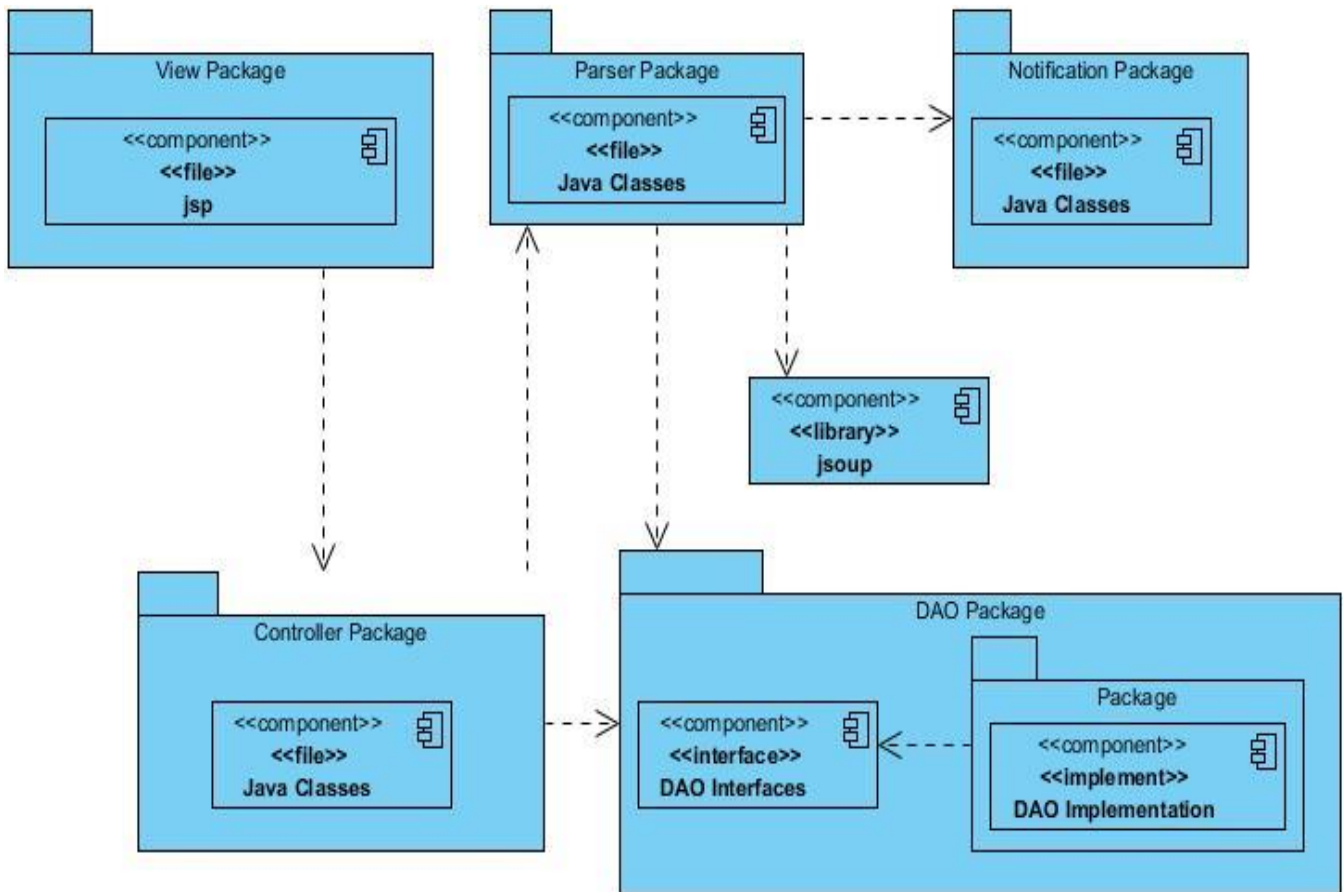 View Package
<<component>>
<<file>>
jsp
Parser Package
<<component>>
<<file>>
Java Classes
Notification Package
<<component>>
<<file>>
Java Classes
<<component>>
<<library>>
jsoup
Controller Package
<<component>>
<<file>>
Java Classes
DAO Package
<<component>>
<<interface>>
DAO Interfaces
Package
<<component>>
<<implement>>
DAO Implementation